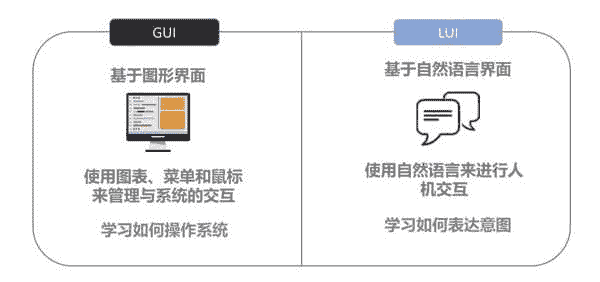 GUI
基于图形界面
使用图表、菜单和鼠标
来管理与系统的交互
学习如何操作系统
LUI
基于自然语言界面
使用自然语言来进行人
机交互
学习如何表达意图